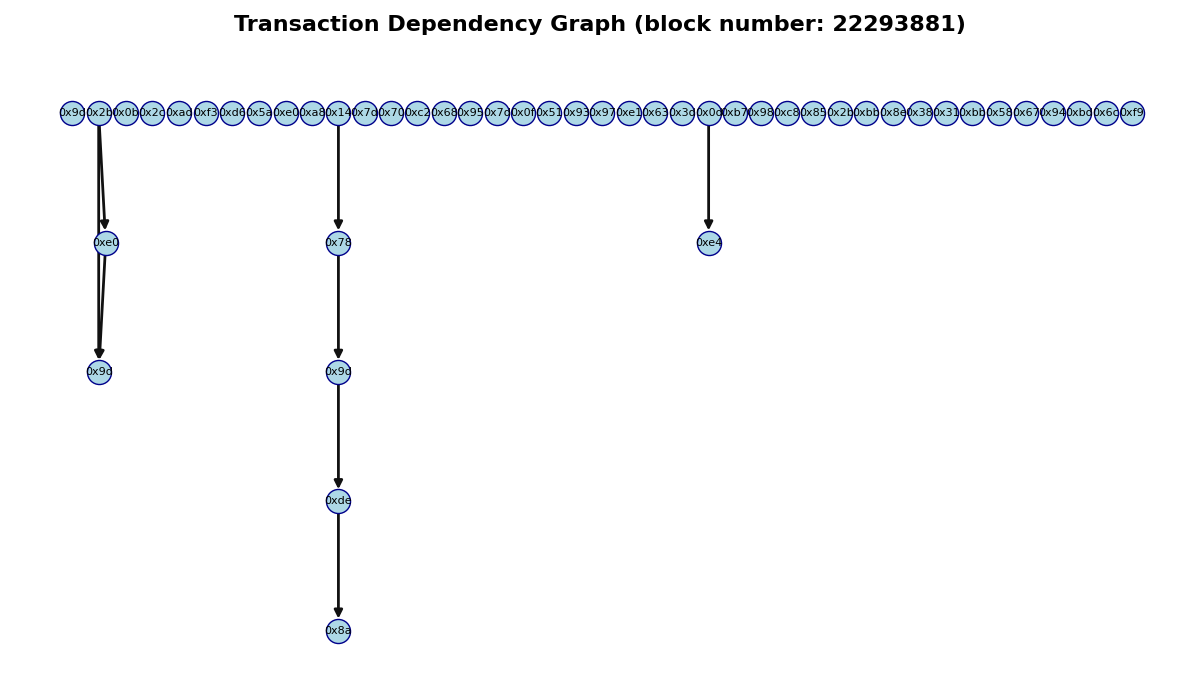 Transaction Dependency Graph (block number: 22293881)
0x9d 0x2b 0x0b 0x2c 0xad 0xf3 0xd6 0x5a 0xe0 0xa8 0x14 0x7d 0x70 0xc2 0x68 0x95 0x7d 0x0f 0x51 0x93 0x97 0xe1 0x63 0x3d 0x0d 0xb7 0x98 0xc8 0x85 0x2b 0xbb 0x8e 0x38 0x31 0xbb 0x58 0x67 0x94 0xbd 0x6c 0xf9
0xe0 0x78 0xe4
0x9d 0x9d
0xde
0x8a